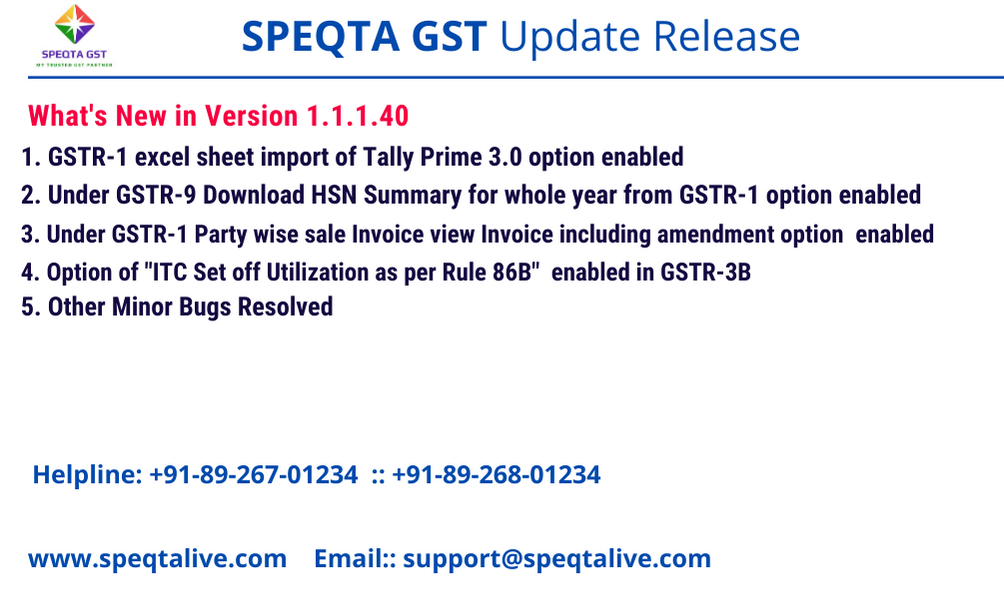 SPEQTA GST
MY TRUSTED GST PARTNER
SPEQTA GST Update Release
What's New in Version 1.1.1.40
1. GSTR-1 excel sheet import of Tally Prime 3.0 option enabled
2. Under GSTR-9 Download HSN Summary for whole year from GSTR-1 option enabled
3. Under GSTR-1 Party wise sale Invoice view Invoice including amendment option  enabled
4. Option of "ITC Set off Utilization as per Rule 86B"  enabled in GSTR-3B
5. Other Minor Bugs Resolved
Helpline: +91-89-267-01234  :: +91-89-268-01234
www.speqtalive.com    Email:: support@speqtalive.com